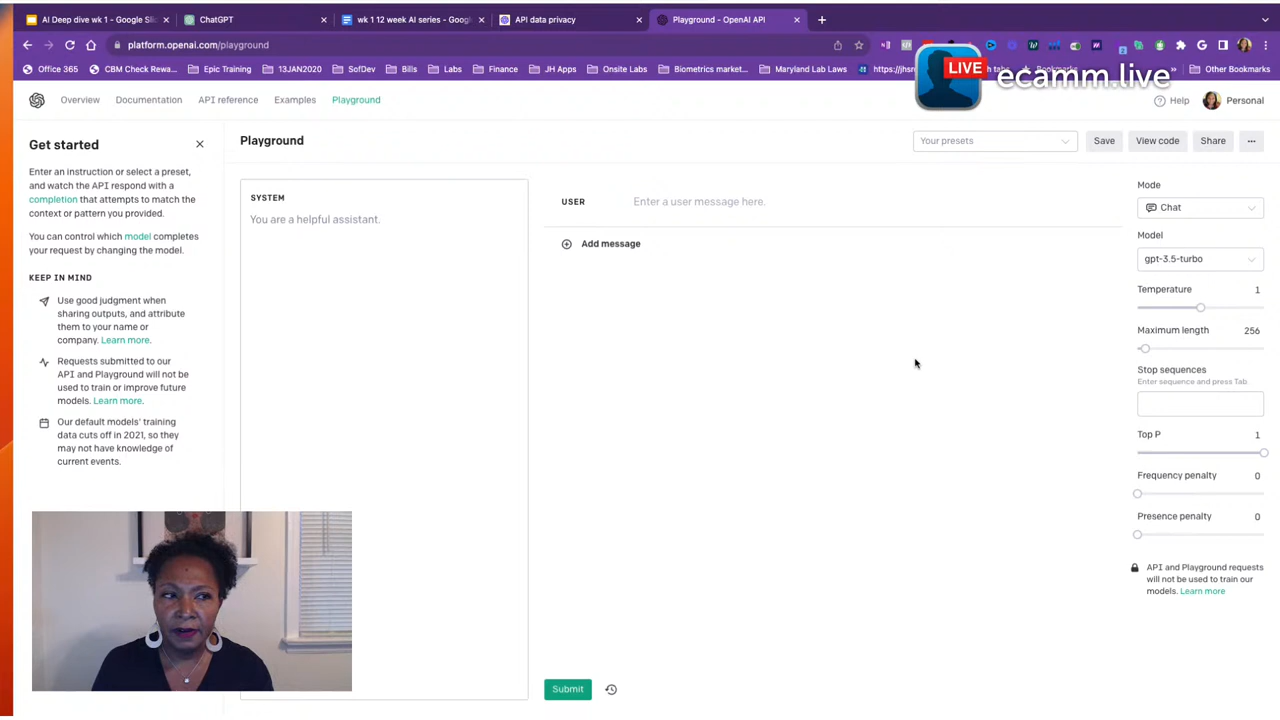 AI Deep dive wk 1 - Google Sli
ChatGPT
wk 1 12 week AI series - Goog
API data privacy
Playground - OpenAI API
platform.openai.com/playground
Office 365
CBM Check Rewa...
Epic Training
13JAN2020
SofDev
Bills
Labs
Finance
JH Apps
Onsite Labs
Biometrics market...
Maryland Lab Laws
Other Bookmarks
LIVE
ecamm.live
Overview
Documentation
API reference
Examples
Playground
Help
Personal
Get started
Enter an instruction or select a preset,
and watch the API respond with a
completion that attempts to match the
context or pattern you provided.
You can control which model completes
your request by changing the model.
KEEP IN MIND
Use good judgment when
sharing outputs, and attribute
them to your name or
company. Learn more.
Requests submitted to our
API and Playground will not be
used to train or improve future
models. Learn more.
Our default models' training
data cuts off in 2021, so they
may not have knowledge of
current events.
Playground
Your presets
Save
View code
Share
SYSTEM
You are a helpful assistant.
USER
Enter a user message here.
Add message
Submit
Mode
Chat
Model
gpt-3.5-turbo
Temperature 1
Maximum length 256
Stop sequences
Enter sequence and press Tab
Top P 1
Frequency penalty 0
Presence penalty 0
API and Playground requests
will not be used to train our
models. Learn more